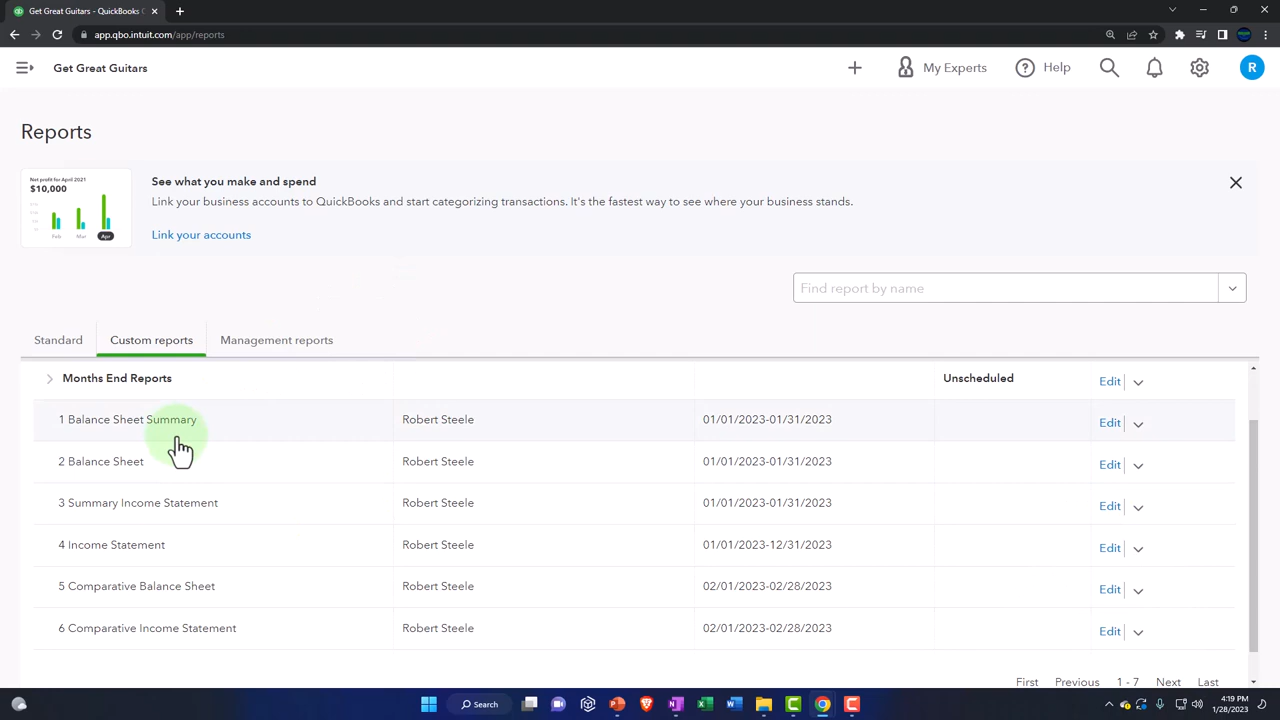 Get Great Guitars - QuickBooks C
app.qbo.intuit.com/app/reports
Get Great Guitars
My Experts
Help
R
Reports
Net profit for April 2021
$10,000
Feb
Mar
Apr
See what you make and spend
Link your business accounts to QuickBooks and start categorizing transactions. It's the fastest way to see where your business stands.
Link your accounts
Find report by name
Standard
Custom reports
Management reports
Months End Reports Unscheduled Edit
1 Balance Sheet Summary Robert Steele 01/01/2023-01/31/2023 Edit
2 Balance Sheet Robert Steele 01/01/2023-01/31/2023 Edit
3 Summary Income Statement Robert Steele 01/01/2023-01/31/2023 Edit
4 Income Statement Robert Steele 01/01/2023-12/31/2023 Edit
5 Comparative Balance Sheet Robert Steele 02/01/2023-02/28/2023 Edit
6 Comparative Income Statement Robert Steele 02/01/2023-02/28/2023 Edit
First Previous 1 - 7 Next Last
Search
4:19 PM
1/28/2023